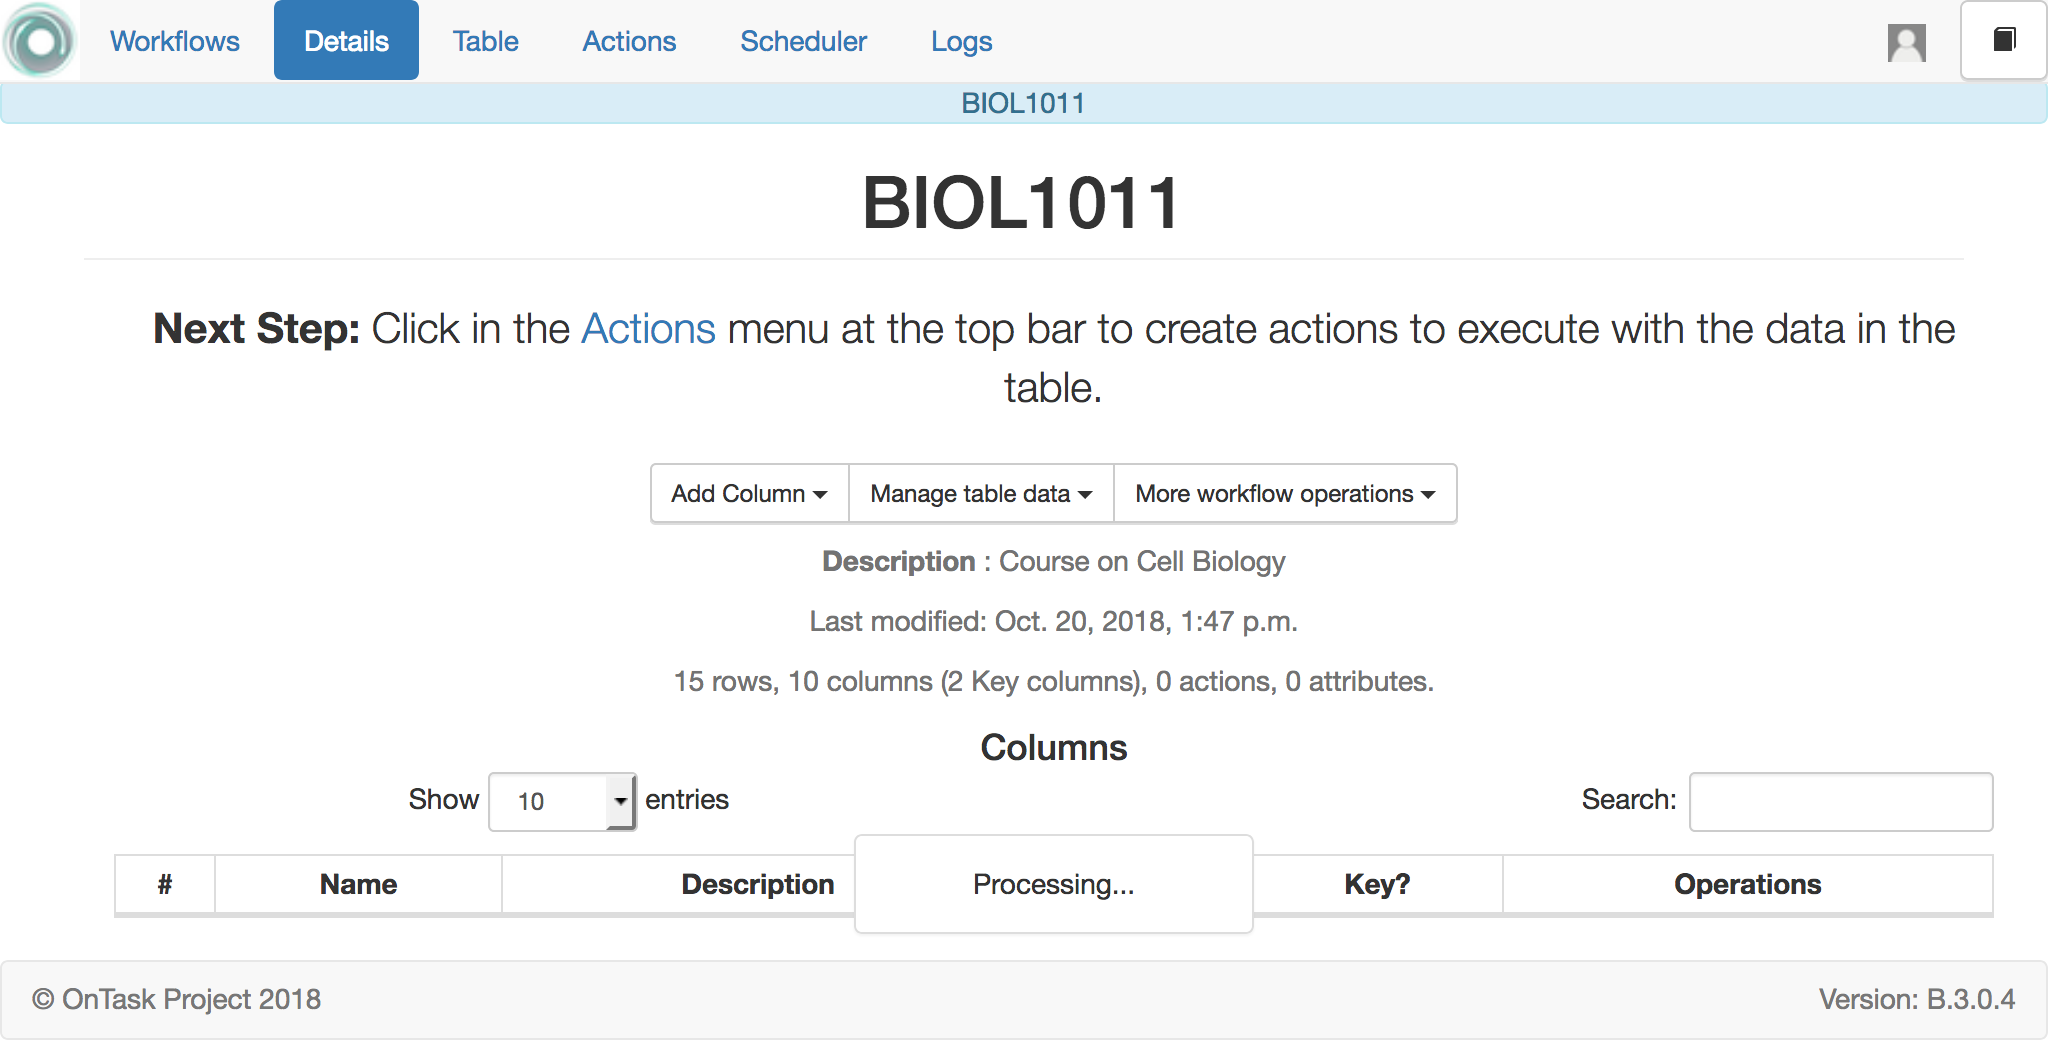 Workflows Details Table Actions Scheduler Logs
BIOL1011
BIOL1011
Next Step: Click in the Actions menu at the top bar to create actions to execute with the data in the
table.
Add Column Manage table data More workflow operations
Description : Course on Cell Biology
Last modified: Oct. 20, 2018, 1:47 p.m.
15 rows, 10 columns (2 Key columns), 0 actions, 0 attributes.
Columns
Show 10 entries Search:
# Name Description Processing... Key? Operations
© OnTask Project 2018 Version: B.3.0.4